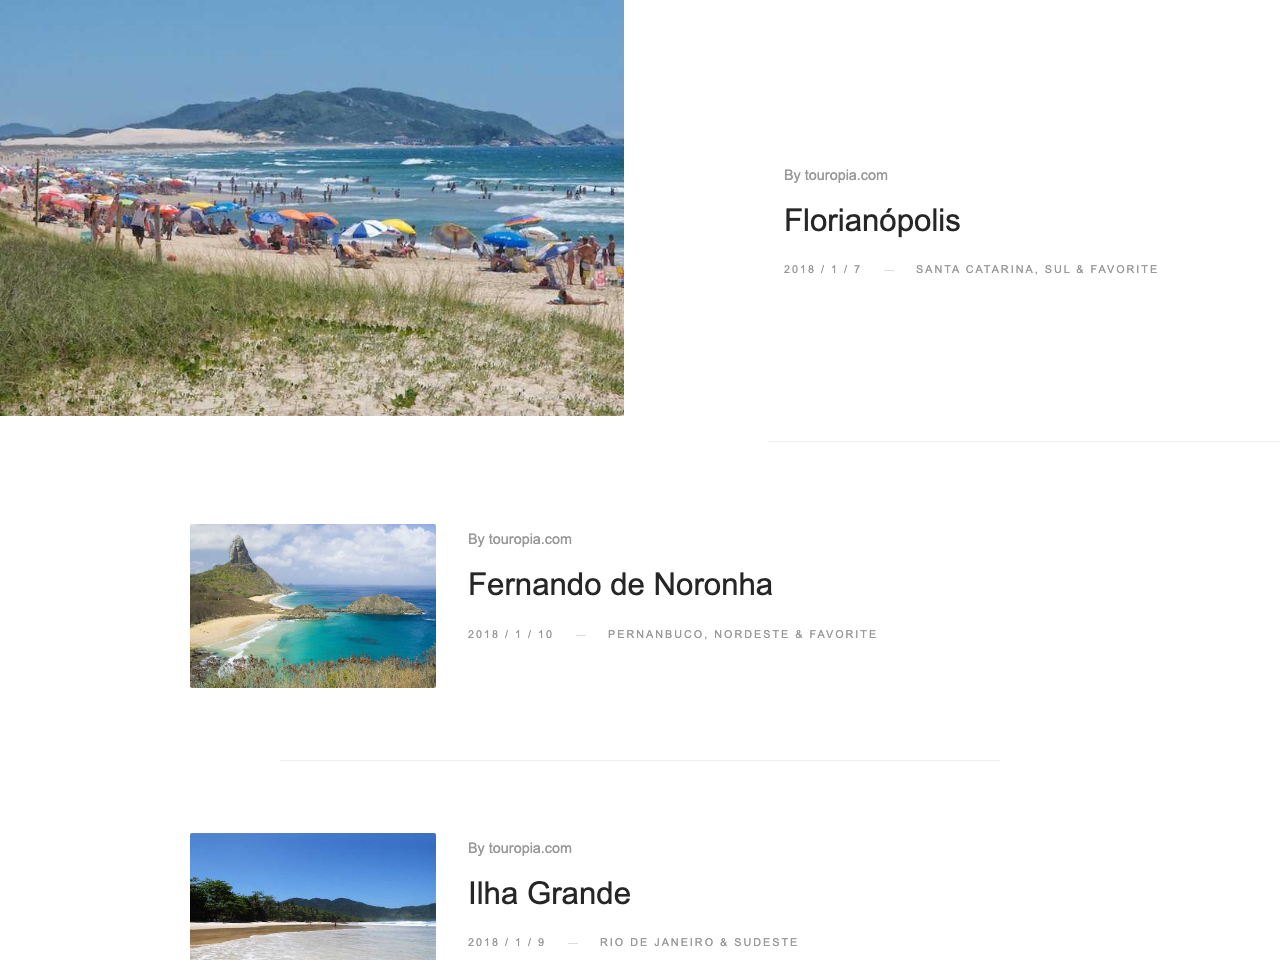 By touropia.com
Florianópolis
2018 / 1 / 7 — SANTA CATARINA, SUL & FAVORITE
By touropia.com
Fernando de Noronha
2018 / 1 / 10 — PERNANBUCO, NORDESTE & FAVORITE
By touropia.com
Ilha Grande
2018 / 1 / 9 — RIO DE JANEIRO & SUDESTE